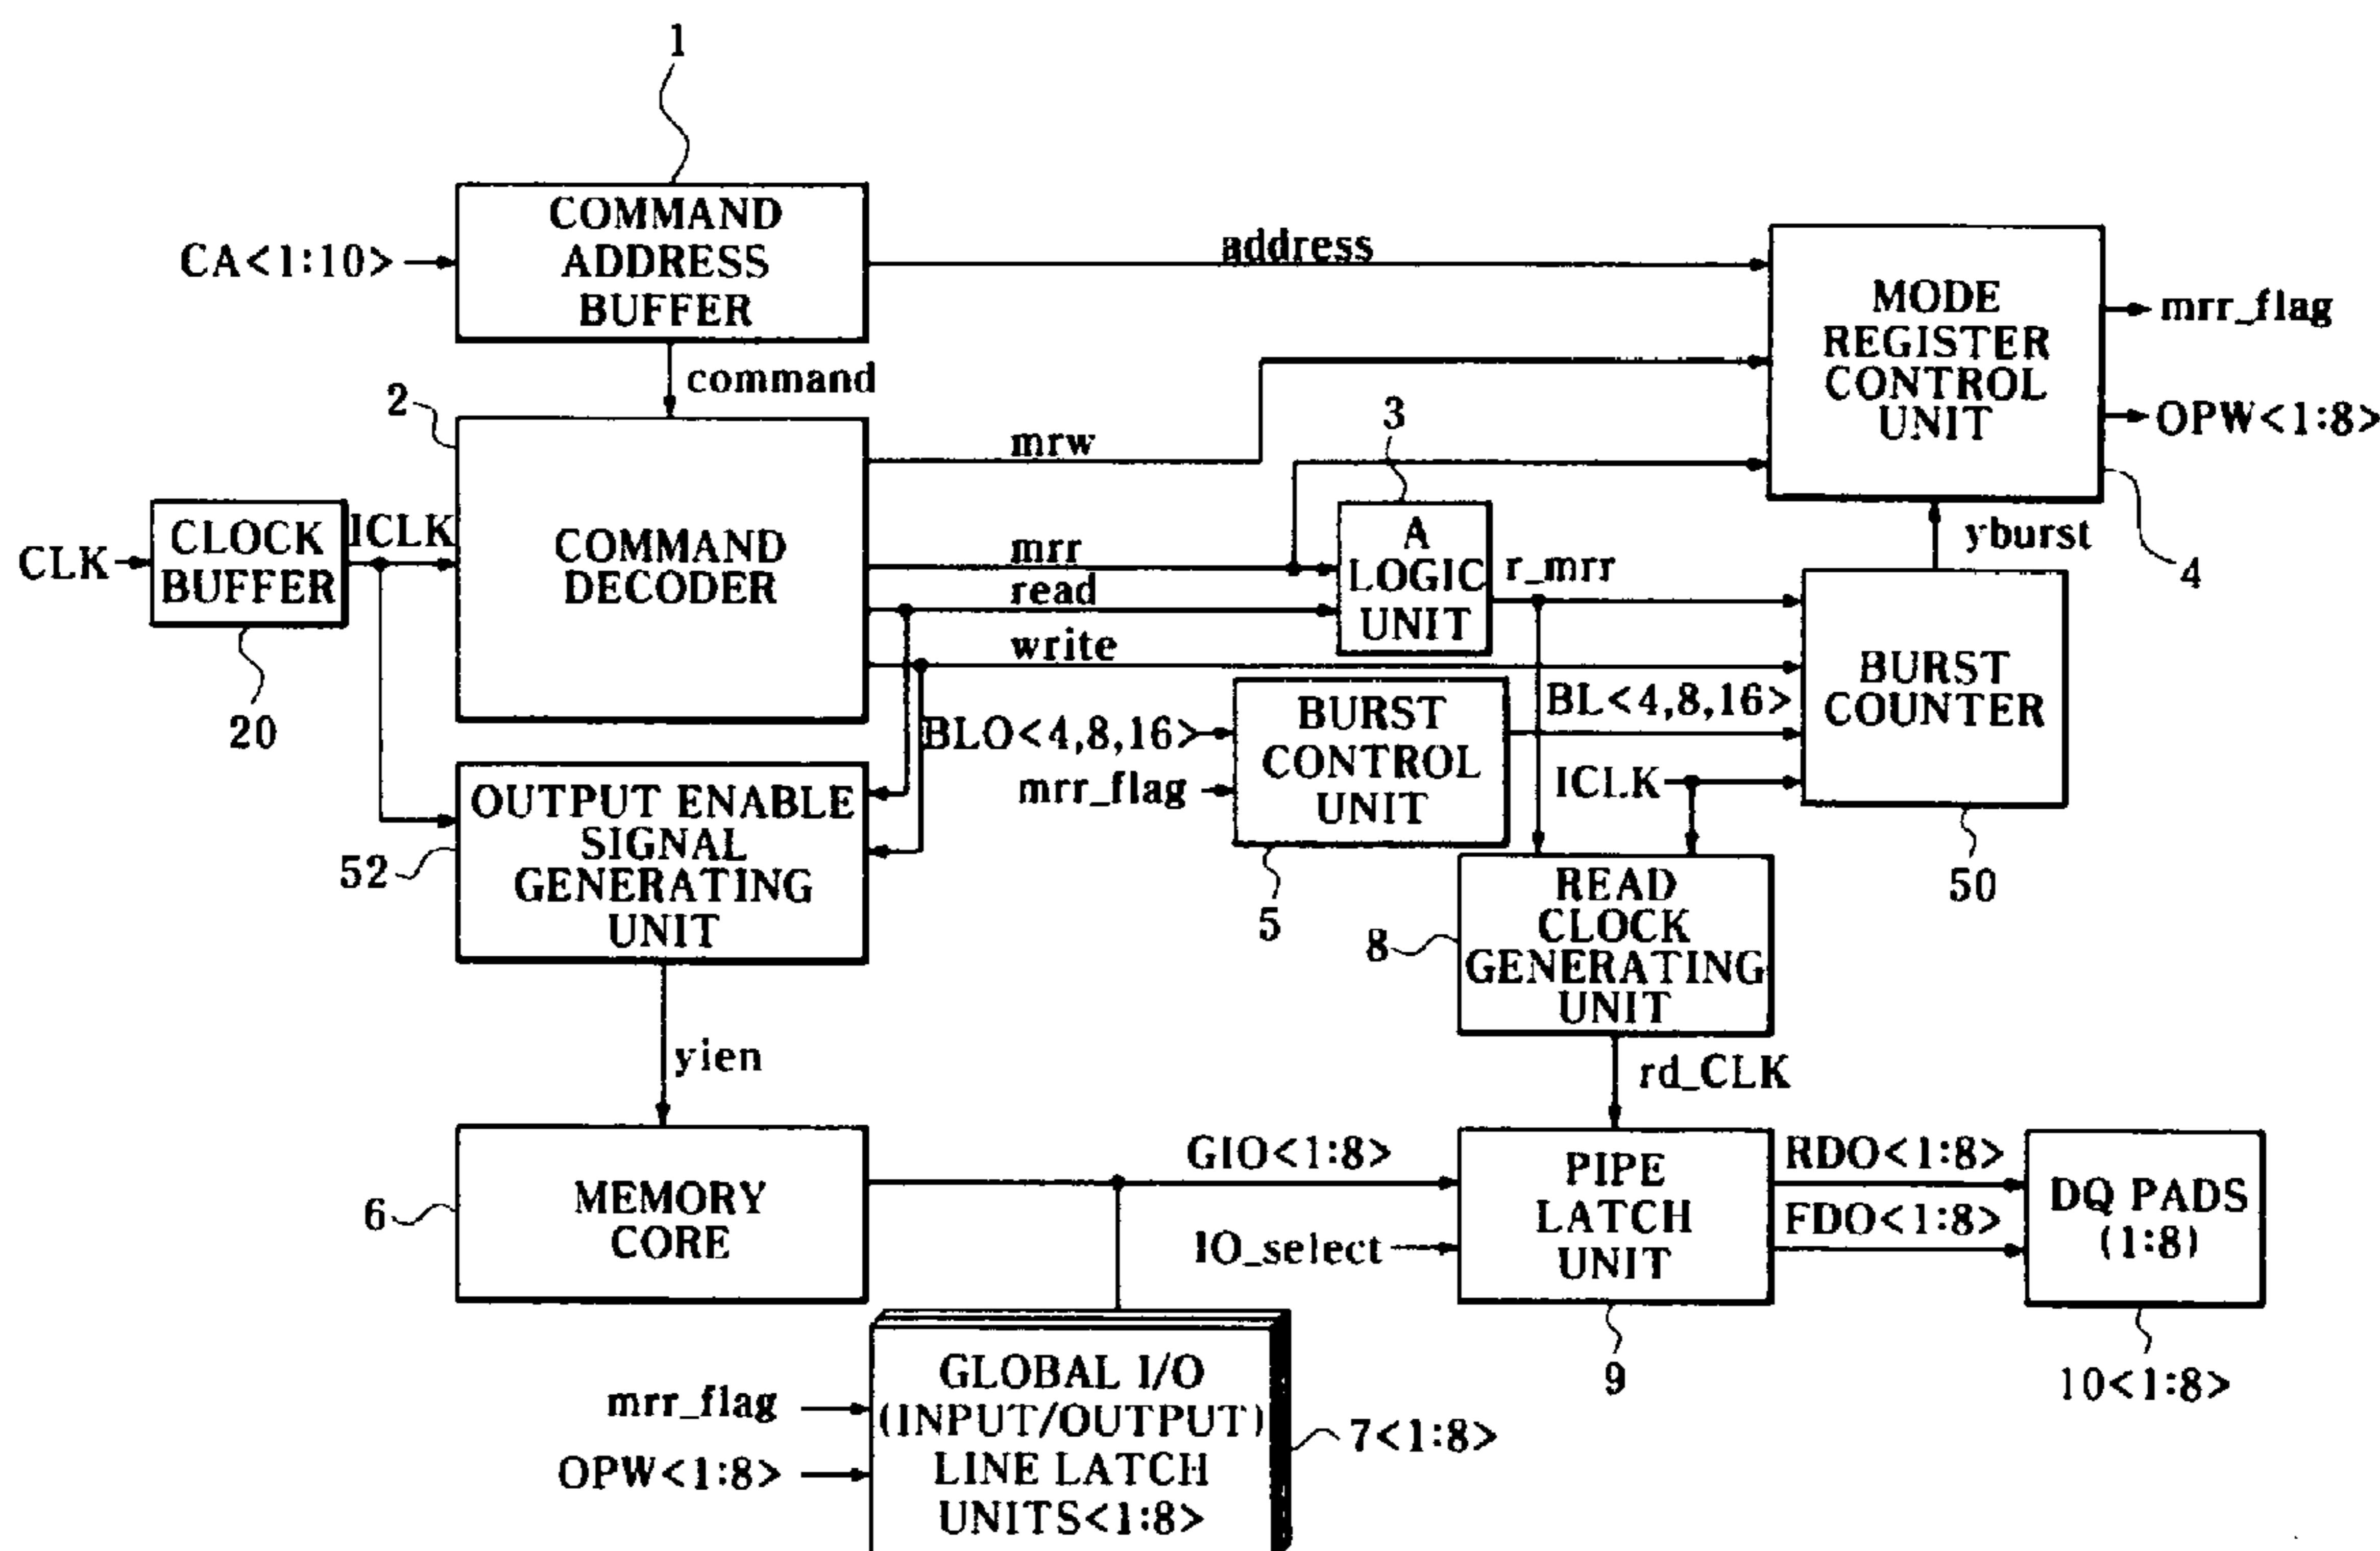 1
COMMAND
ADDRESS
BUFFER
CA<1:10>
address
MODE
REGISTER
CONTROL
UNIT
mrr_flag
OPW<1:8>
4
command
2
COMMAND
DECODER
mrw
mrr
read
write
3
A
LOGIC
UNIT
r_mrr
yburst
CLK
CLOCK
BUFFER
ICLK
20
BURST
COUNTER
50
BLO<4,8,16>
mrr_flag
BURST
CONTROL
UNIT
5
BL<4,8,16>
ICLK
OUTPUT ENABLE
SIGNAL
GENERATING
UNIT
52
READ
CLOCK
GENERATING
UNIT
8
yien
rd_CLK
MEMORY
CORE
6
GIO<1:8>
IO_select
PIPE
LATCH
UNIT
9
RDO<1:8>
FDO<1:8>
DQ PADS
(1:8)
10<1:8>
mrr_flag
OPW<1:8>
GLOBAL I/O
(INPUT/OUTPUT)
LINE LATCH
UNITS<1:8>
7<1:8>